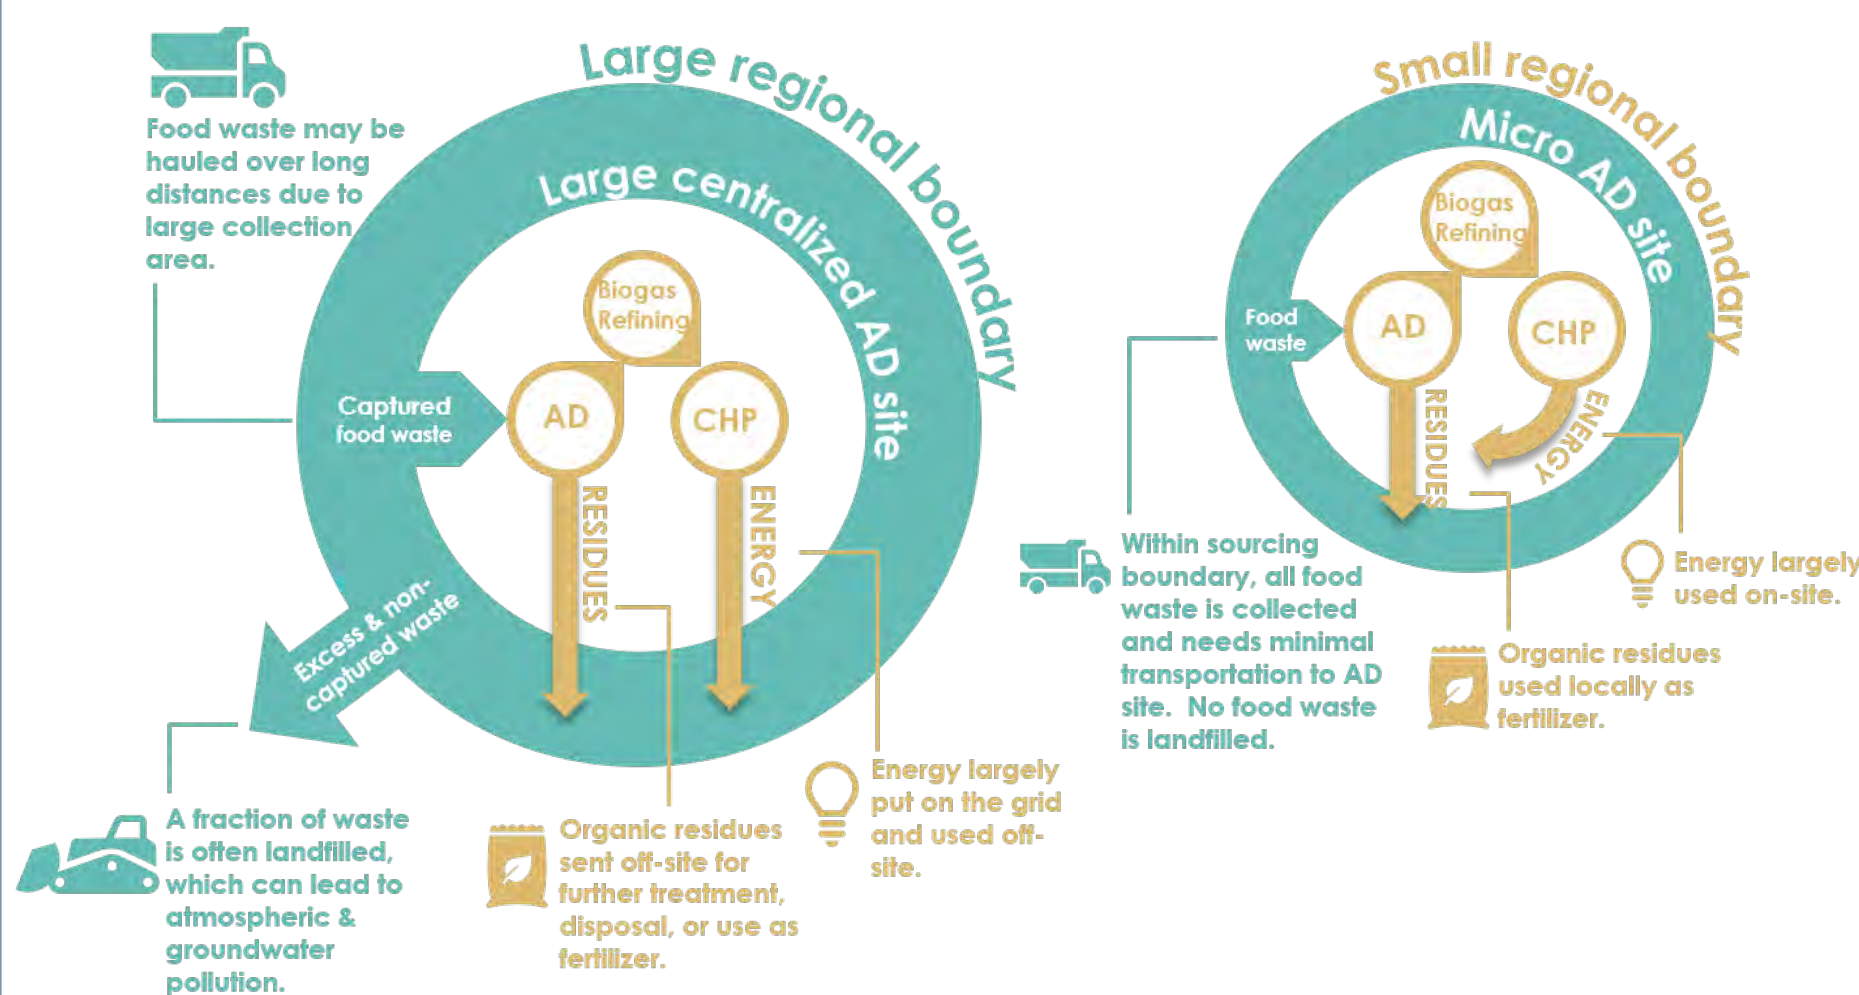 Large regional boundary
Large centralized AD site
Food waste may be
hauled over long
distances due to
large collection
area.
Biogas
Refining
Captured
food waste
AD
CHP
RESIDUES
ENERGY
Excess & non-
captured waste
A fraction of waste
is often landfilled,
which can lead to
atmospheric &
groundwater
pollution.
Organic residues
sent off-site for
further treatment,
disposal, or use as
fertilizer.
Energy largely
put on the grid
and used off-
site.
Small regional boundary
Micro AD site
Biogas
Refining
Food
waste
AD
CHP
RESIDUES
ENERGY
Within sourcing
boundary, all food
waste is collected
and needs minimal
transportation to AD
site. No food waste
is landfilled.
Organic residues
used locally as
fertilizer.
Energy largely
used on-site.